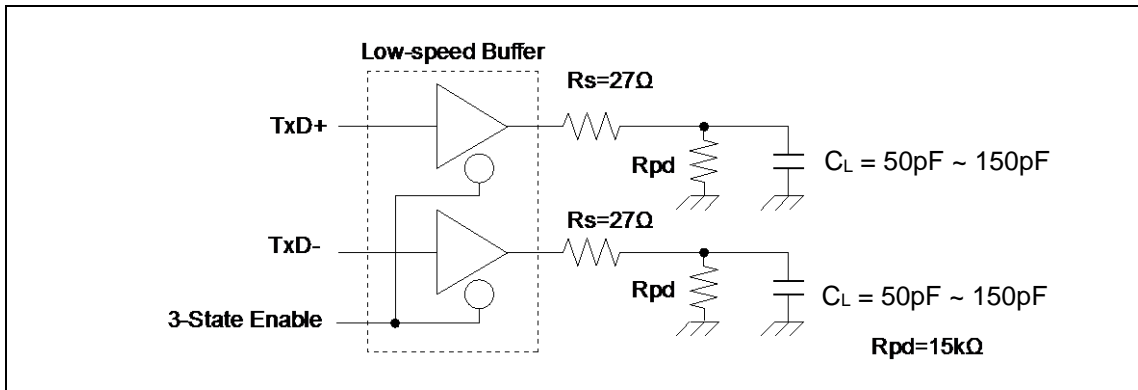 Low-speed Buffer
Rs=27Ω
TxD+
Rpd
CL = 50pF ~ 150pF
Rs=27Ω
TxD-
Rpd
CL = 50pF ~ 150pF
3-State Enable
Rpd=15kΩ